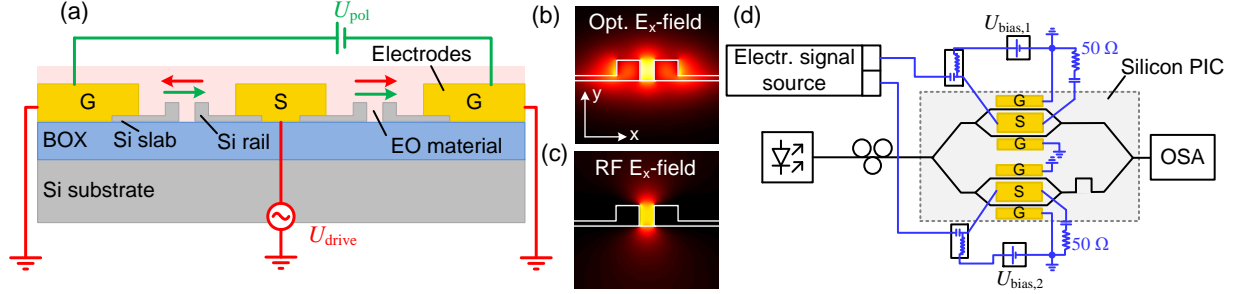 (a)
U_pol
Electrodes
G
S
G
Si slab
Si rail
BOX
EO material
Si substrate
U_drive
(b)
Opt. E_x-field
y
x
(c)
RF E_x-field
(d)
U_bias,1
50 Ω
Electr. signal
source
Silicon PIC
G
S
G
G
S
G
OSA
50 Ω
U_bias,2